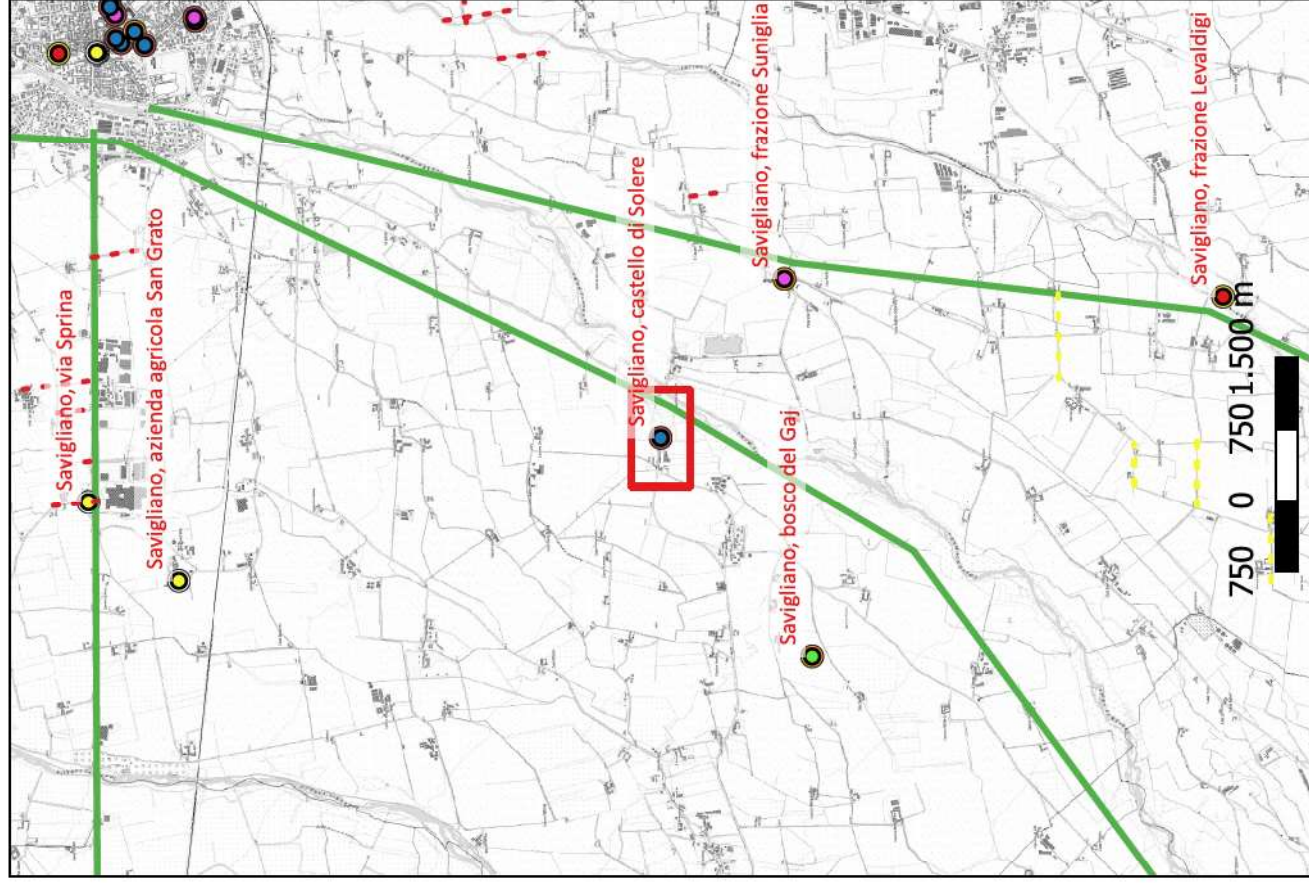 Savigliano, via Sprina
Savigliano, azienda agricola San Grato
Savigliano, castello di Solere
Savigliano, frazione Suniglia
Savigliano, bosco del Gaj
Savigliano, frazione Levaldigi
750 0 750 1.500 m